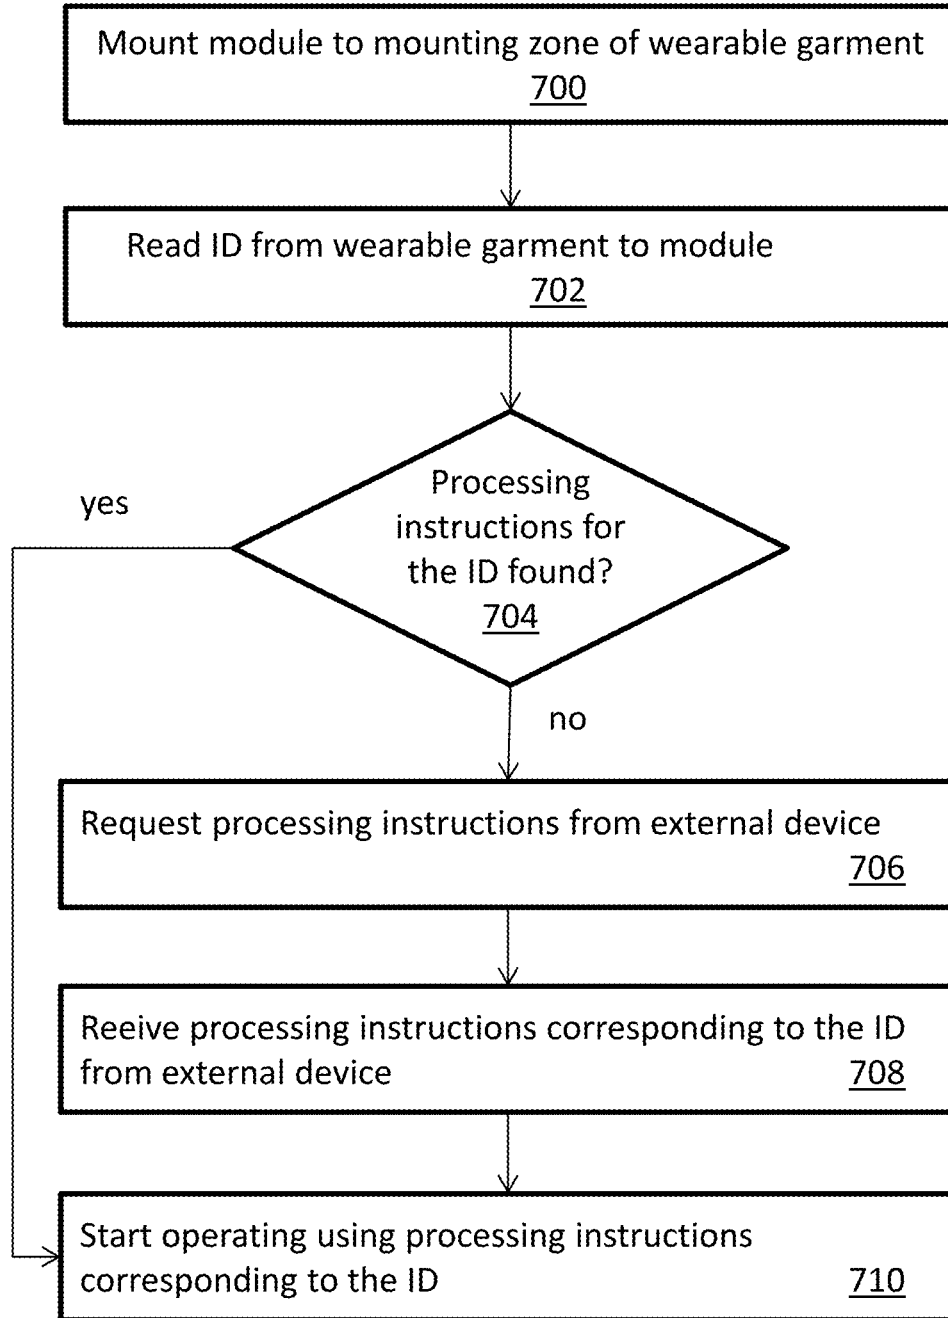 Mount module to mounting zone of wearable garment
700
Read ID from wearable garment to module
702
Processing
instructions for
the ID found?
704
yes
no
Request processing instructions from external device
706
Reeive processing instructions corresponding to the ID
from external device 708
Start operating using processing instructions
corresponding to the ID 710